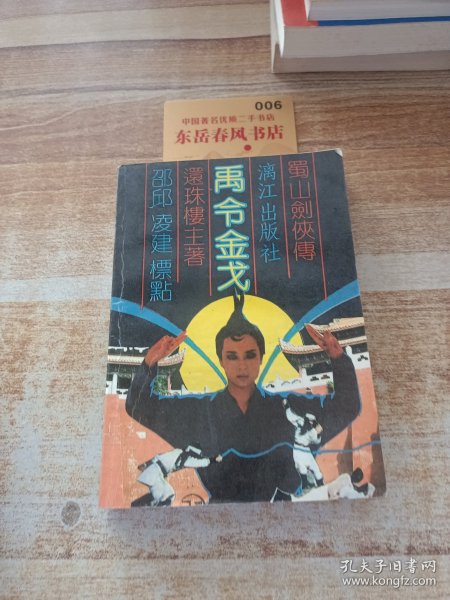 006
中国著名优质二手书店
东岳春风书店
蜀山劍俠傳
漓江出版社
禹令金戈
還珠樓主著
邵邱 凌建 標點
孔夫子旧书网
www.kongfz.com